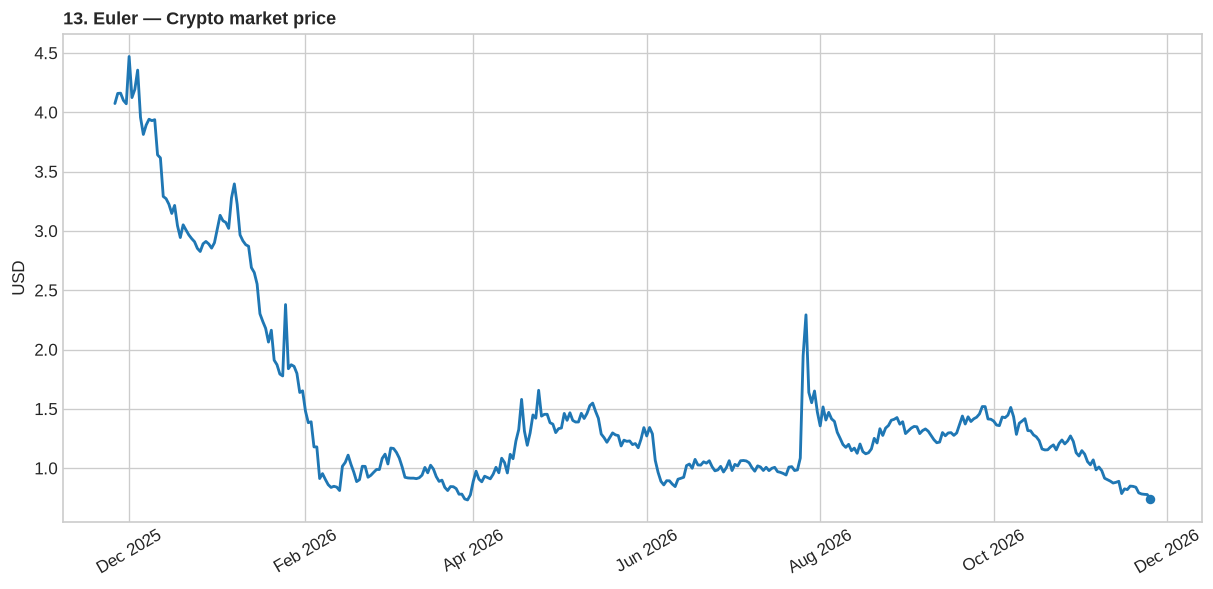 13. Euler — Crypto market price
4.5
4.0
3.5
3.0
2.5
2.0
1.5
1.0
USD
Dec 2025
Feb 2026
Apr 2026
Jun 2026
Aug 2026
Oct 2026
Dec 2026